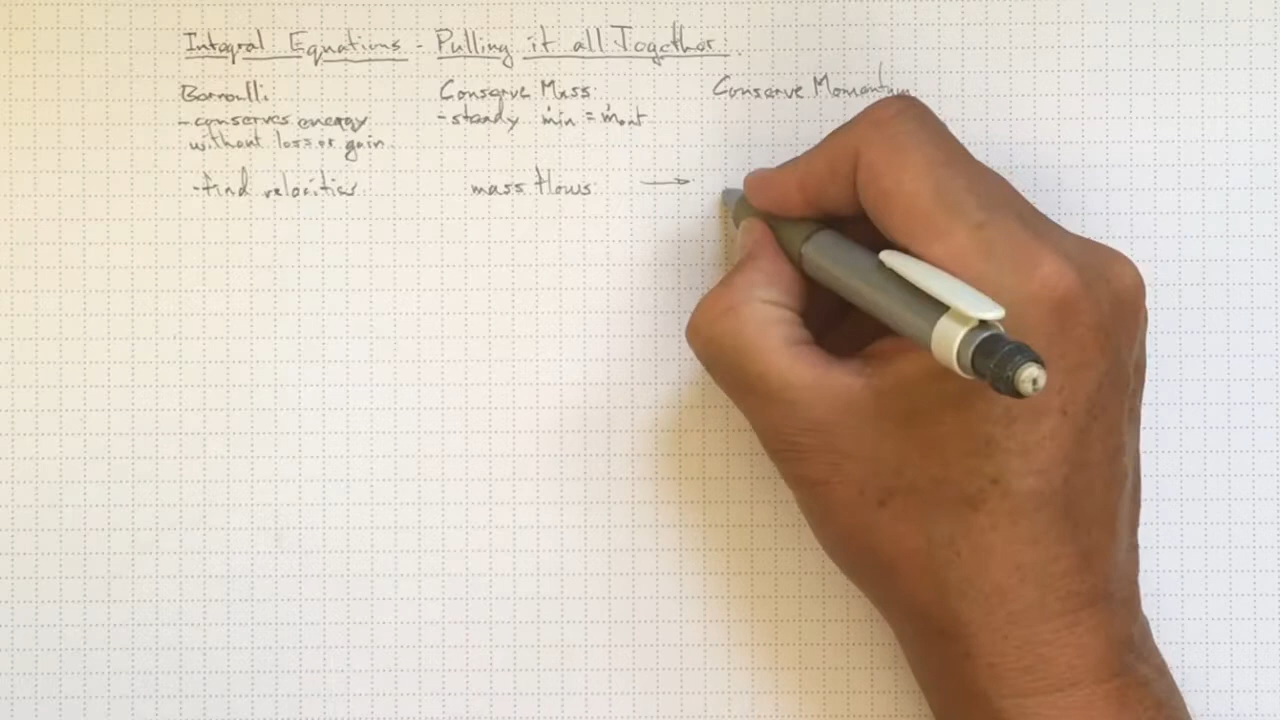 Integral Equations - Pulling it all Together.
Bernoulli
- conserves energy
without loss or gain.
- find velocities
Conserve Mass
- steady ṁin = ṁout
mass flows →
Conserve Momentum